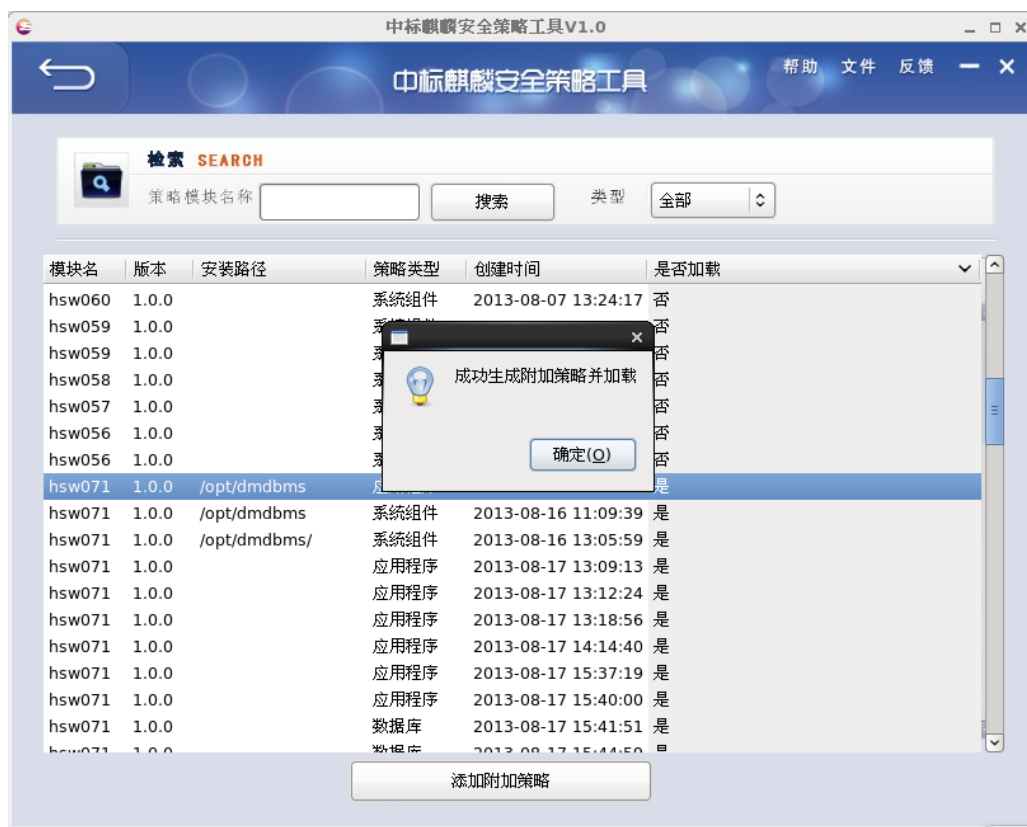 中标麒麟安全策略工具V1.0
中标麒麟安全策略工具
帮助 文件 反馈
检索 SEARCH
策略模块名称 搜索 类型 全部
模块名 版本 安装路径 策略类型 创建时间 是否加载
hsw060 1.0.0 系统组件 2013-08-07 13:24:17 否
hsw059 1.0.0 否
hsw059 1.0.0 否
hsw058 1.0.0 否
hsw057 1.0.0 否
hsw056 1.0.0 否
hsw056 1.0.0 否
成功生成附加策略并加载
确定(O)
hsw071 1.0.0 /opt/dmdbms 是
hsw071 1.0.0 /opt/dmdbms 系统组件 2013-08-16 11:09:39 是
hsw071 1.0.0 /opt/dmdbms/ 系统组件 2013-08-16 13:05:59 是
hsw071 1.0.0 应用程序 2013-08-17 13:09:13 是
hsw071 1.0.0 应用程序 2013-08-17 13:12:24 是
hsw071 1.0.0 应用程序 2013-08-17 13:18:56 是
hsw071 1.0.0 应用程序 2013-08-17 14:14:40 是
hsw071 1.0.0 应用程序 2013-08-17 15:37:19 是
hsw071 1.0.0 应用程序 2013-08-17 15:40:00 是
hsw071 1.0.0 数据库 2013-08-17 15:41:51 是
添加附加策略